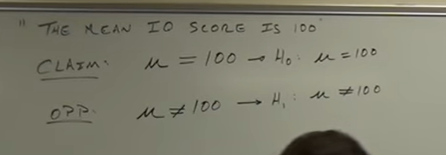 " THE MEAN IQ SCORE IS 100"
CLAIM: μ = 100 → H₀: μ = 100
OPP: μ ≠ 100 → H₁: μ ≠ 100